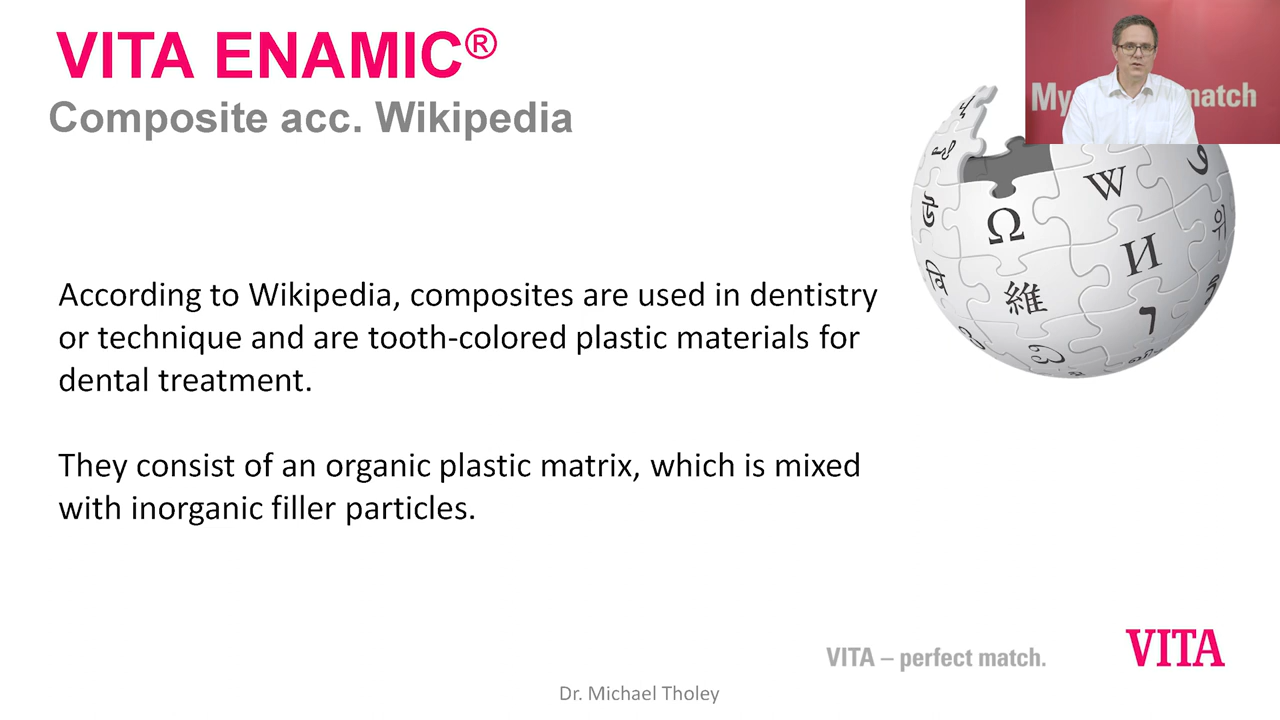 VITA ENAMIC®
Composite acc. Wikipedia
My match
Ω
W
И
維
위
According to Wikipedia, composites are used in dentistry
or technique and are tooth-colored plastic materials for
dental treatment.
They consist of an organic plastic matrix, which is mixed
with inorganic filler particles.
VITA – perfect match.
VITA
Dr. Michael Tholey